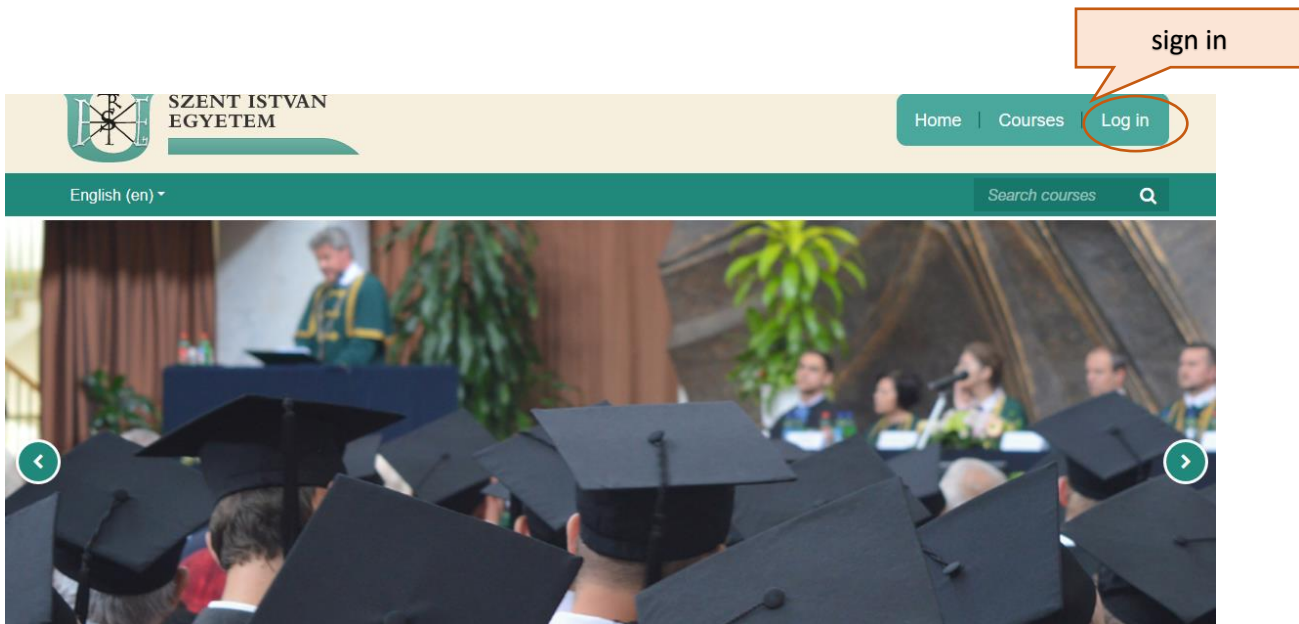 sign in
SZENT ISTVAN
EGYETEM
Home | Courses | Log in
English (en)
Search courses